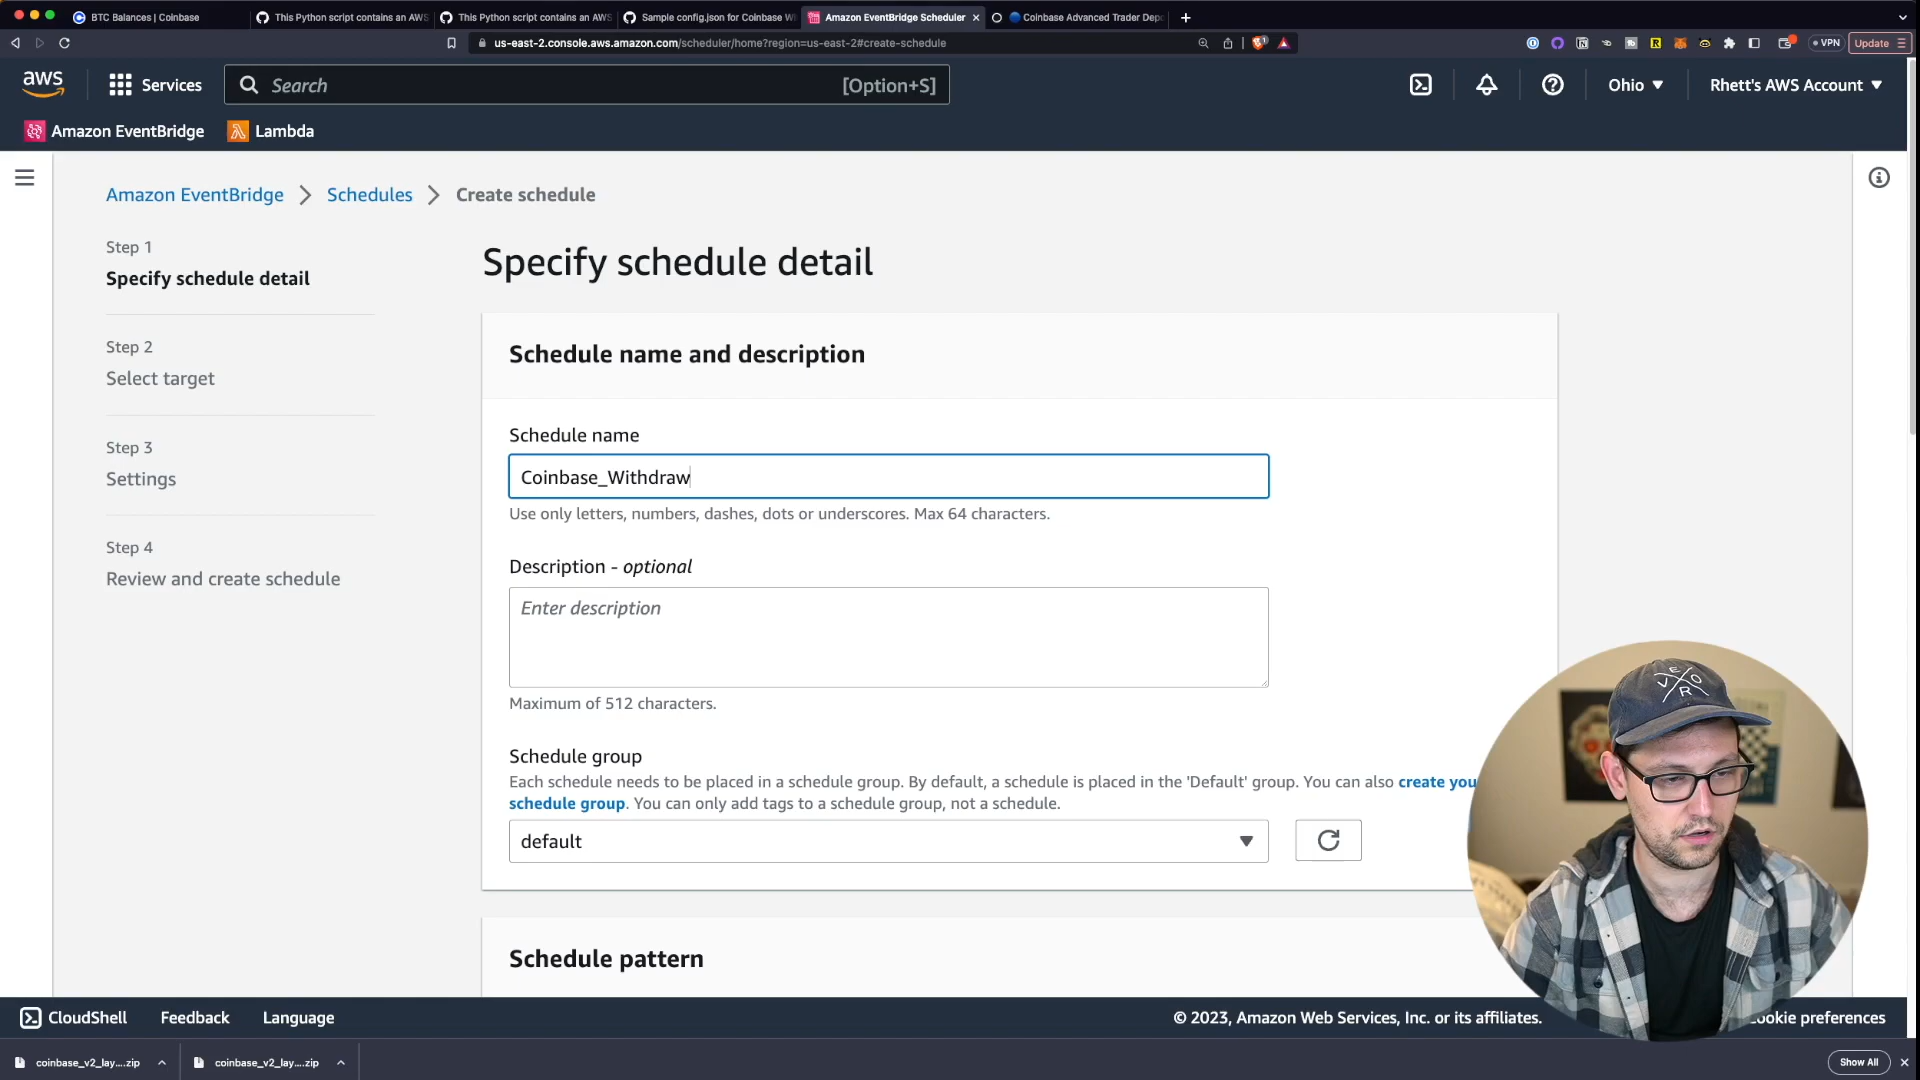 BTC Balances | Coinbase
This Python script contains an AWS
This Python script contains an AWS
Sample config.json for Coinbase Wi
Amazon EventBridge Scheduler
Coinbase Advanced Trader Depo
us-east-2.console.aws.amazon.com/scheduler/home?region=us-east-2#create-schedule
VPN
Update
aws
Services
Search
[Option+S]
Ohio
Rhett's AWS Account
Amazon EventBridge
Lambda
Amazon EventBridge
Schedules
Create schedule
Step 1
Specify schedule detail
Step 2
Select target
Step 3
Settings
Step 4
Review and create schedule
Specify schedule detail
Schedule name and description
Schedule name
Coinbase_Withdraw
Use only letters, numbers, dashes, dots or underscores. Max 64 characters.
Description - optional
Enter description
Maximum of 512 characters.
Schedule group
Each schedule needs to be placed in a schedule group. By default, a schedule is placed in the 'Default' group. You can also create you
schedule group. You can only add tags to a schedule group, not a schedule.
default
Schedule pattern
VEOR
CloudShell
Feedback
Language
© 2023, Amazon Web Services, Inc. or its affiliates.
ookie preferences
coinbase_v2_lay....zip
coinbase_v2_lay....zip
Show All